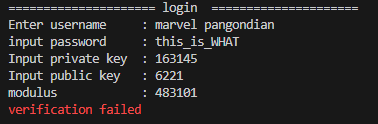 ===================== login =====================
Enter username : marvel pangondian
input password : this_is_WHAT
Input private key : 163145
Input public key : 6221
modulus : 483101
verification failed